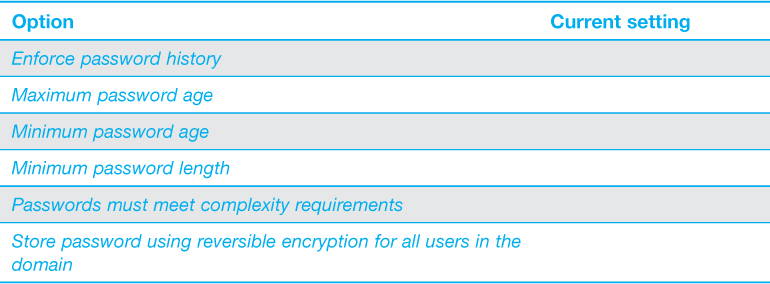 Option Current setting
Enforce password history
Maximum password age
Minimum password age
Minimum password length
Passwords must meet complexity requirements
Store password using reversible encryption for all users in the
domain